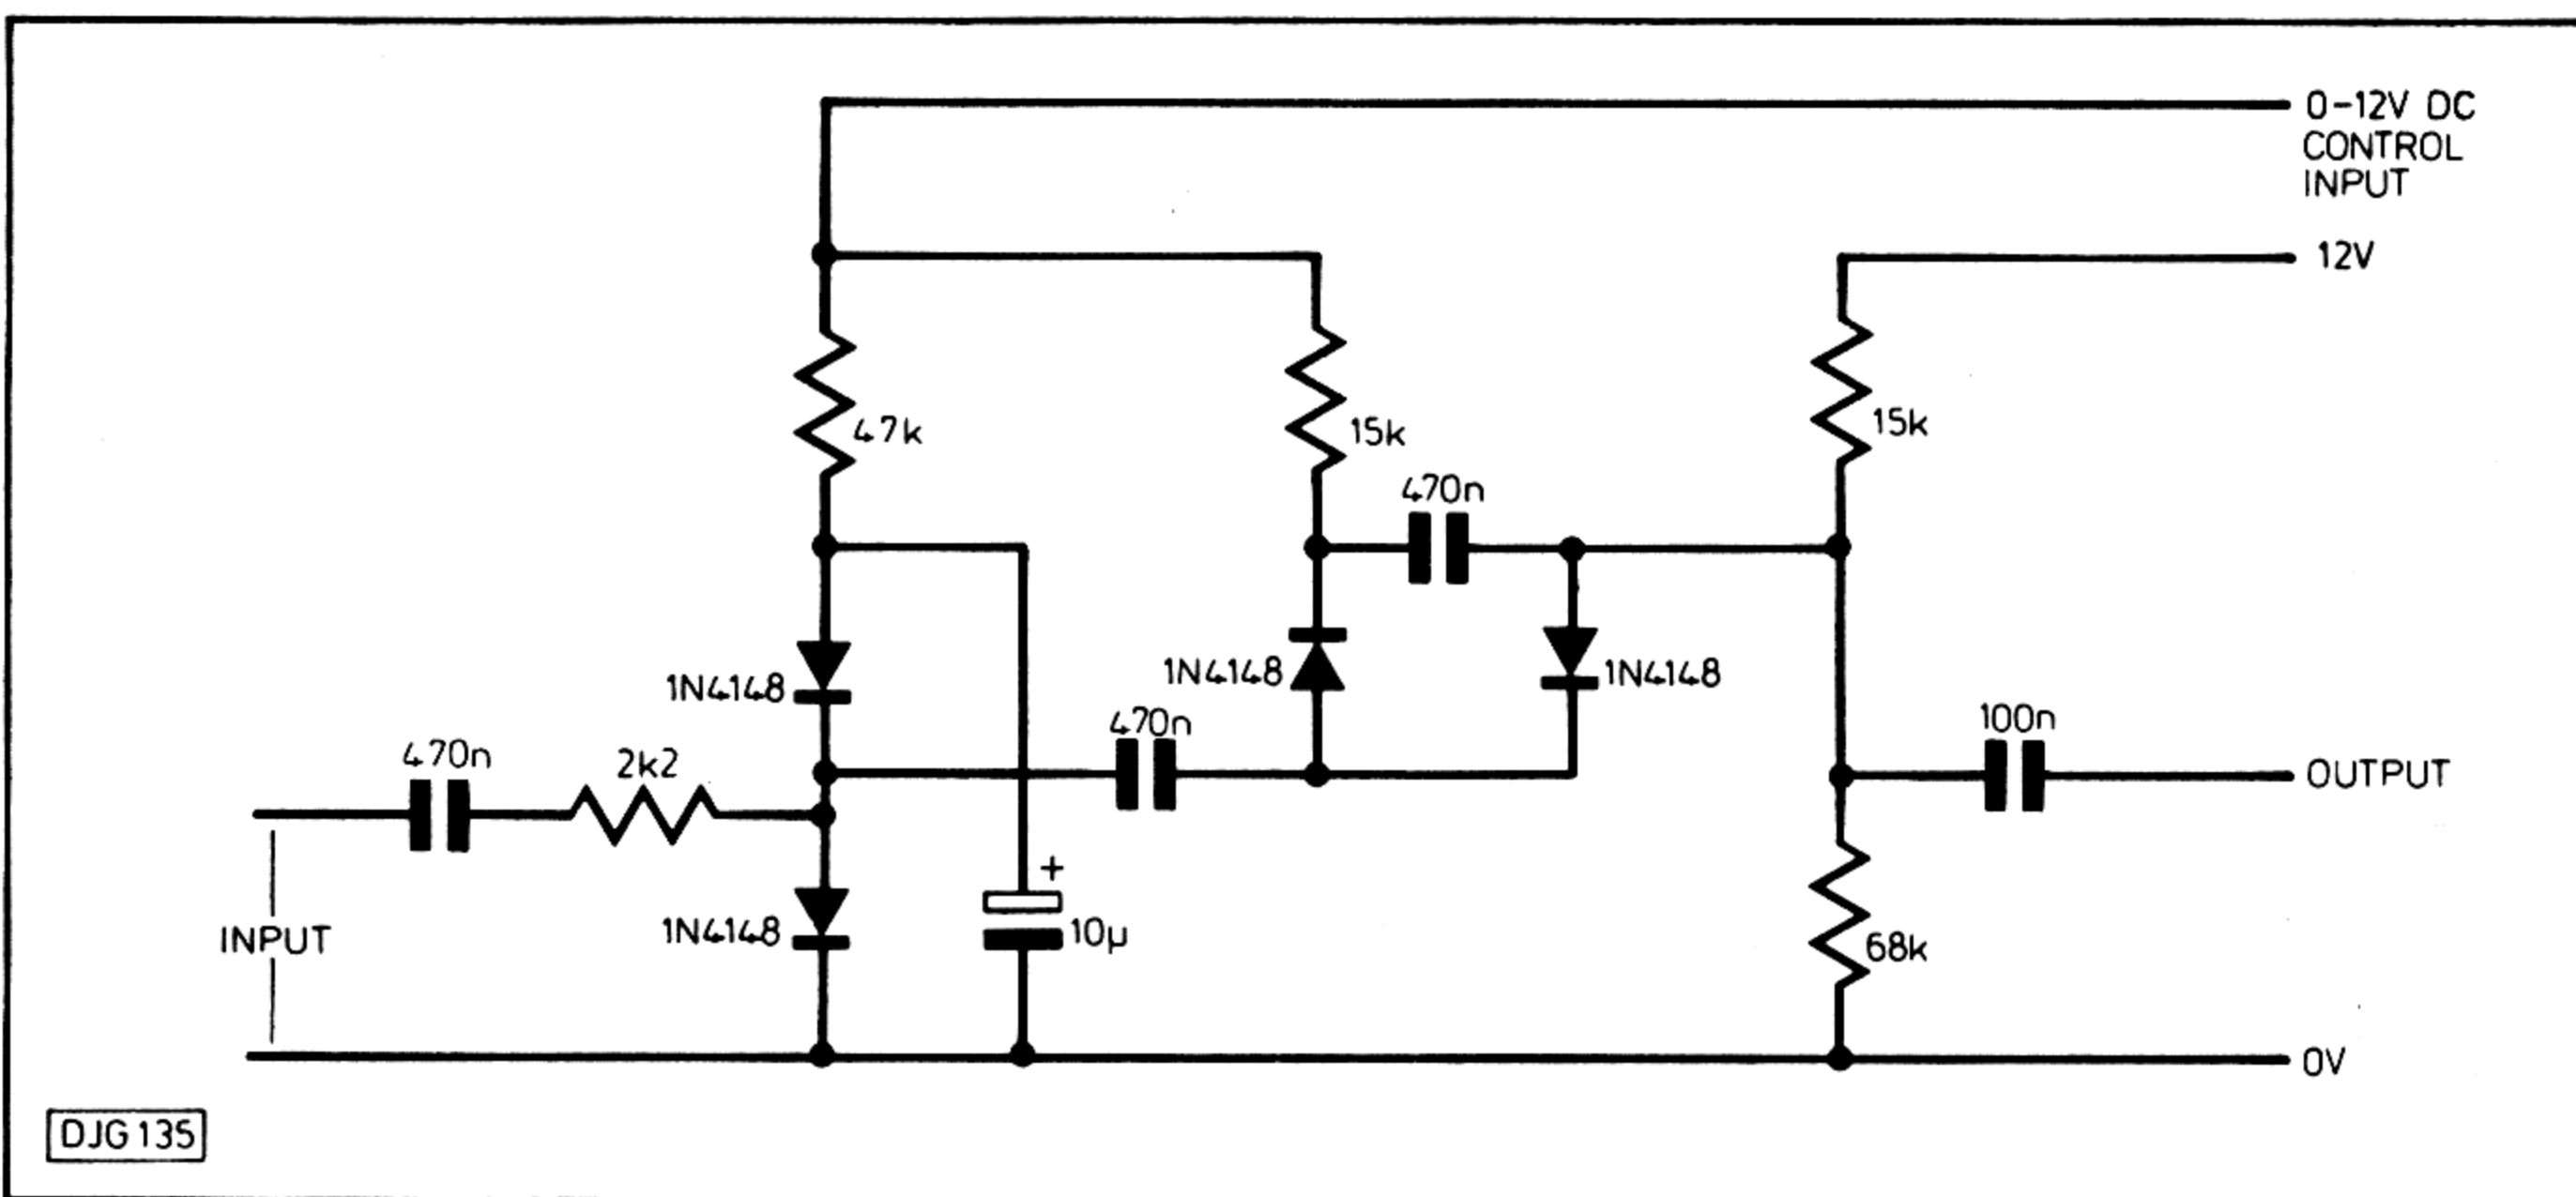 0-12V DC
CONTROL
INPUT
12V
47k
15k
15k
470n
1N4148
1N4148
1N4148
470n
2k2
470n
100n
OUTPUT
+
10μ
1N4148
INPUT
68k
0V
DJG 135